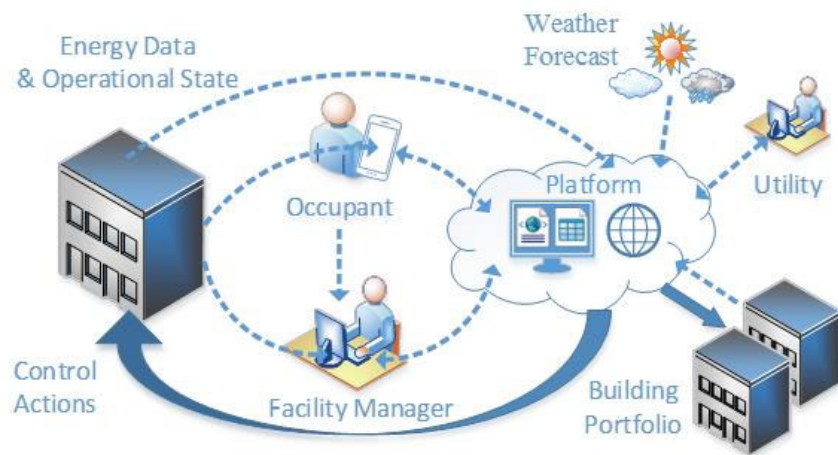 Energy Data
& Operational State
Weather
Forecast
Occupant
Platform
Utility
Control
Actions
Facility Manager
Building
Portfolio